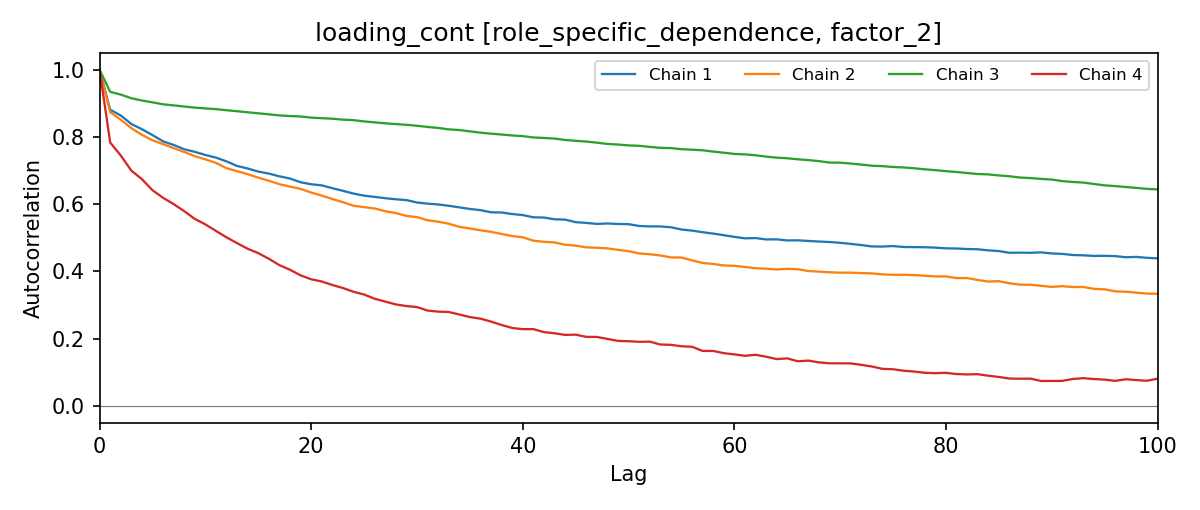 loading_cont [role_specific_dependence, factor_2]
Chain 1 Chain 2 Chain 3 Chain 4
Autocorrelation
1.0
0.8
0.6
0.4
0.2
0.0
0 20 40 60 80 100
Lag